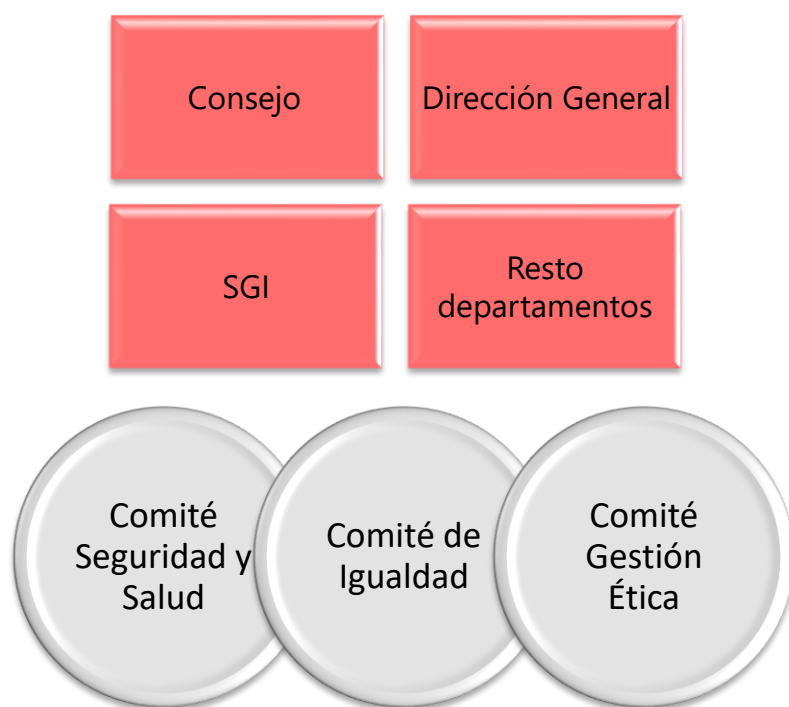 Consejo
Dirección General
SGI
Resto
departamentos
Comité
Seguridad y
Salud
Comité de
Igualdad
Comité
Gestión
Ética